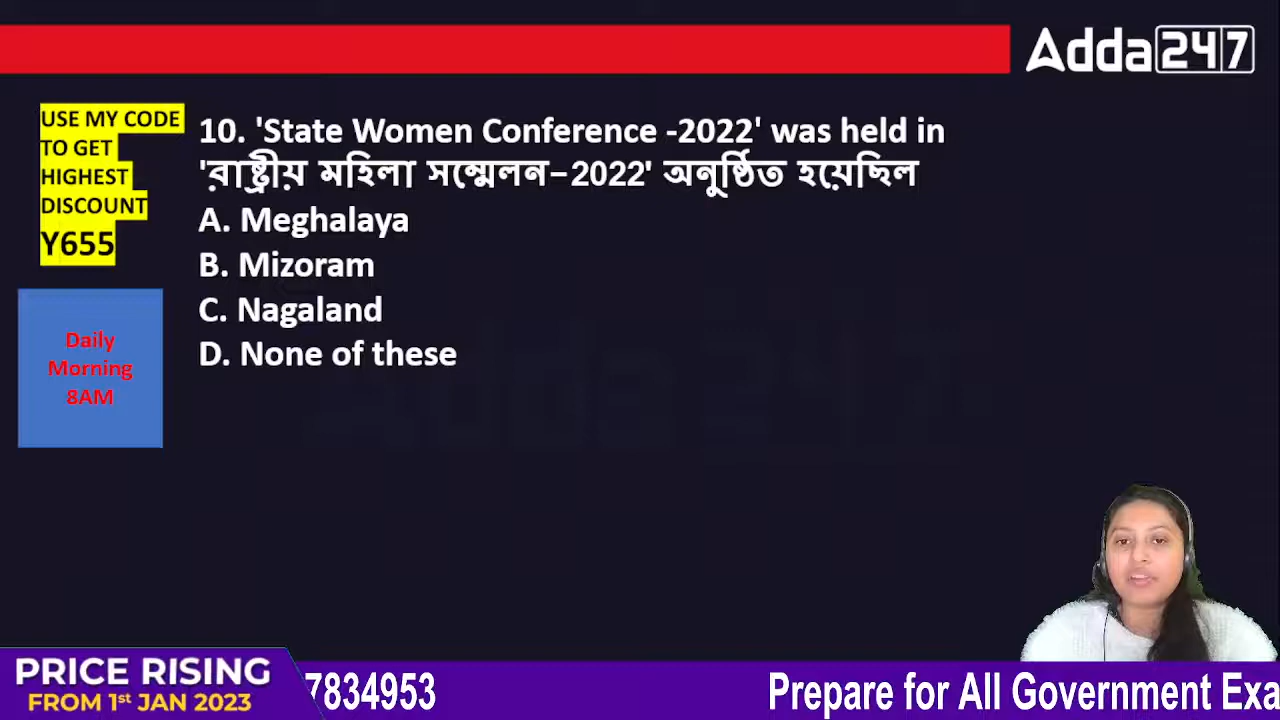 Adda247
USE MY CODE
TO GET
HIGHEST
DISCOUNT
Y655
10. 'State Women Conference -2022' was held in
'রাষ্ট্রীয় মহিলা সম্মেলন-2022' অনুষ্ঠিত হয়েছিল
A. Meghalaya
B. Mizoram
C. Nagaland
D. None of these
Daily
Morning
8AM
PRICE RISING
FROM 1st JAN 2023
7834953
Prepare for All Government Exa